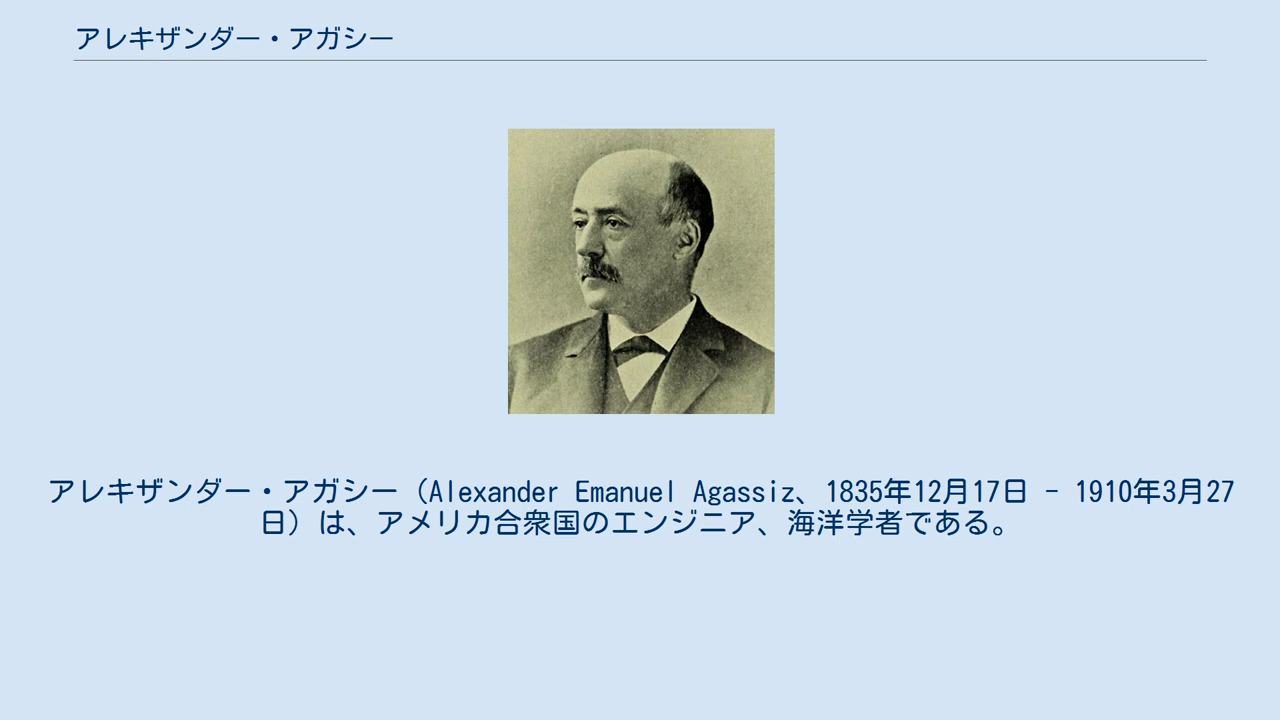 アレキザンダー・アガシー
アレキザンダー・アガシー（Alexander Emanuel Agassiz、1835年12月17日 - 1910年3月27
日）は、アメリカ合衆国のエンジニア、海洋学者である。